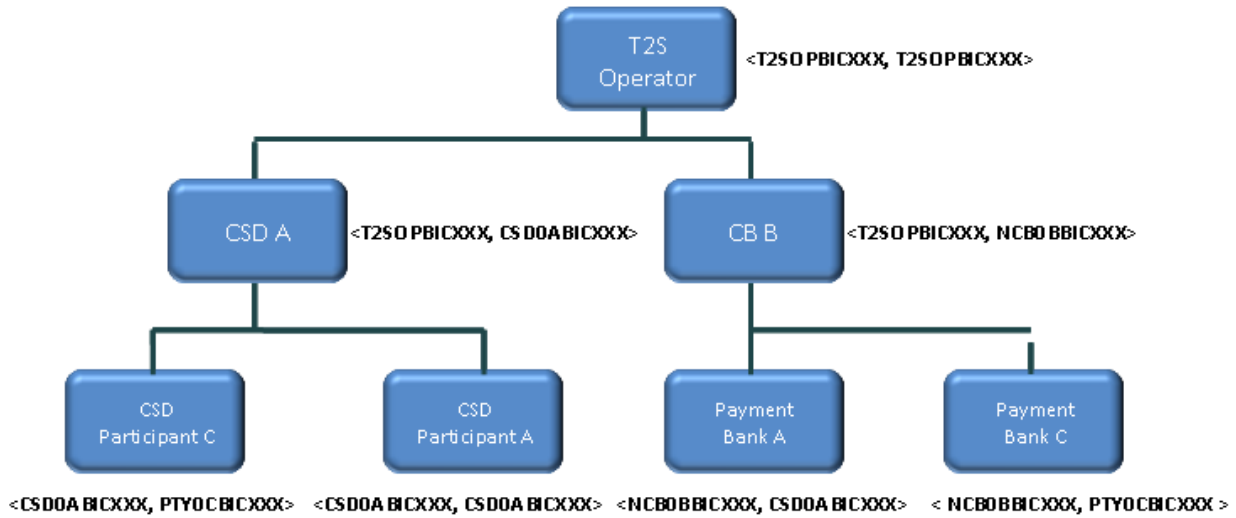 T2S
Operator
<T2SOPBICXXX, T2SOPBICXXX>
CSD A
<T2SOPBICXXX, CSD0ABICXXX>
CB B
<T2SOPBICXXX, NCB0BBICXXX>
CSD
Participant C
CSD
Participant A
Payment
Bank A
Payment
Bank C
<CSD0ABICXXX, PTY0CBICXXX>
<CSD0ABICXXX, CSD0ABICXXX>
<NCB0BBICXXX, CSD0ABICXXX>
< NCB0BBICXXX, PTY0CBICXXX >